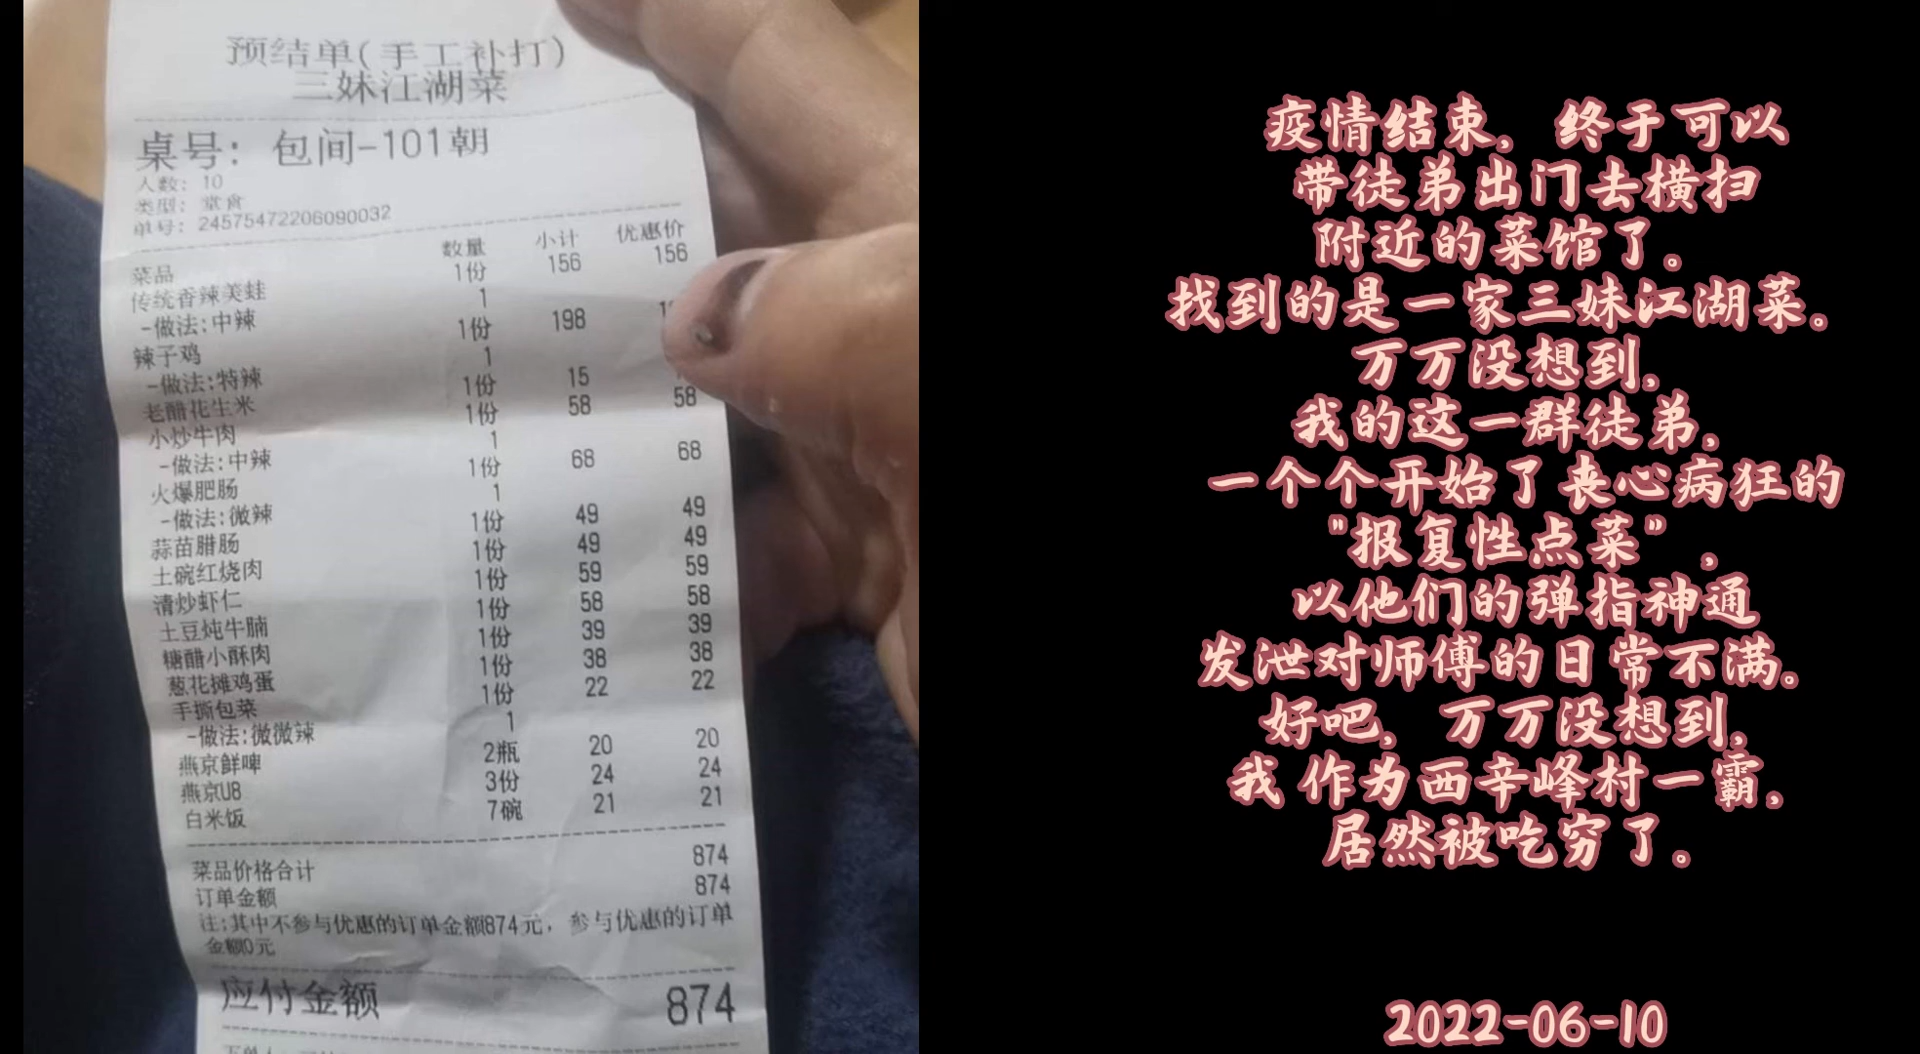 预结单(手工补打)
三妹江湖菜
桌号：包间-101朝
人数：10
类型：堂食
单号：24575472206090032
菜品 数量 小计 优惠价
传统香辣美蛙 1份 156 156
-做法:中辣 1
辣子鸡 1份 198
-做法:特辣 1
老醋花生米 1份 15
小炒牛肉 1份 58 58
-做法:中辣 1
火爆肥肠 1份 68 68
-做法:微辣 1
蒜苗腊肠 1份 49 49
土碗红烧肉 1份 49 49
清炒虾仁 1份 59 59
土豆炖牛腩 1份 58 58
糖醋小酥肉 1份 39 39
葱花摊鸡蛋 1份 38 38
手撕包菜 1份 22 22
-做法:微微辣 1
燕京鲜啤 2瓶 20 20
燕京U8 3份 24 24
白米饭 7碗 21 21
菜品价格合计 874
订单金额 874
注:其中不参与优惠的订单金额874元，参与优惠的订单
金额0元
应付金额 874
疫情结束，终于可以
带徒弟出门去横扫
附近的菜馆了。
找到的是一家三妹江湖菜。
万万没想到，
我的这一群徒弟，
一个个开始了丧心病狂的
"报复性点菜"，
以他们的弹指神通
发泄对师傅的日常不满。
好吧，万万没想到，
我 作为西辛峰村一霸，
居然被吃穷了。
2022-06-10